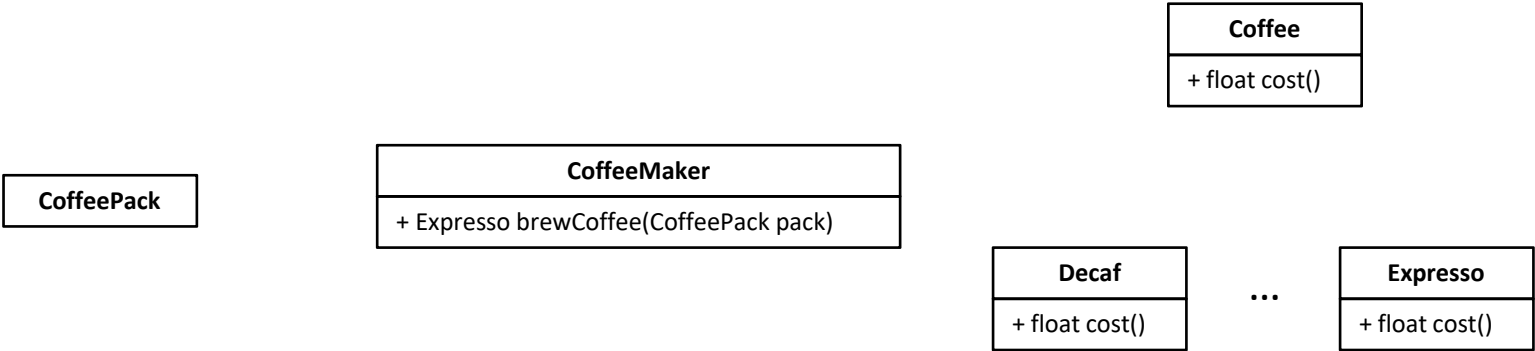 Coffee
+ float cost()
CoffeeMaker
CoffeePack
+ Expresso brewCoffee(CoffeePack pack)
Decaf
...
Expresso
+ float cost()
+ float cost()